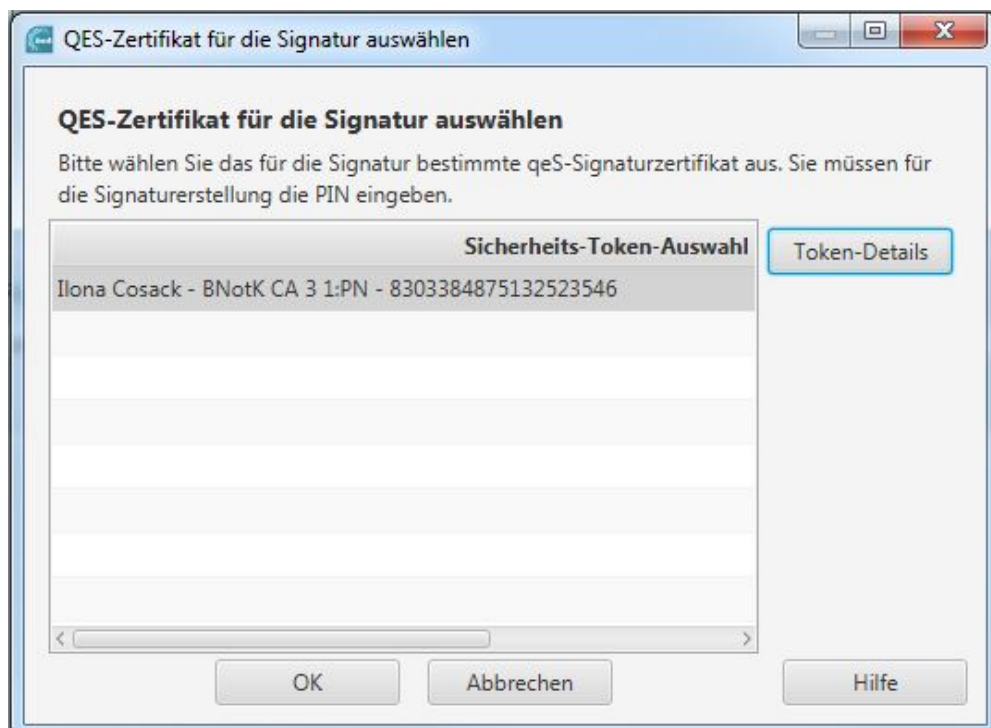 QES-Zertifikat für die Signatur auswählen
QES-Zertifikat für die Signatur auswählen
Bitte wählen Sie das für die Signatur bestimmte qeS-Signaturzertifikat aus. Sie müssen für
die Signaturerstellung die PIN eingeben.
Sicherheits-Token-Auswahl
Token-Details
Ilona Cosack - BNotK CA 3 1:PN - 8303384875132523546
OK
Abbrechen
Hilfe